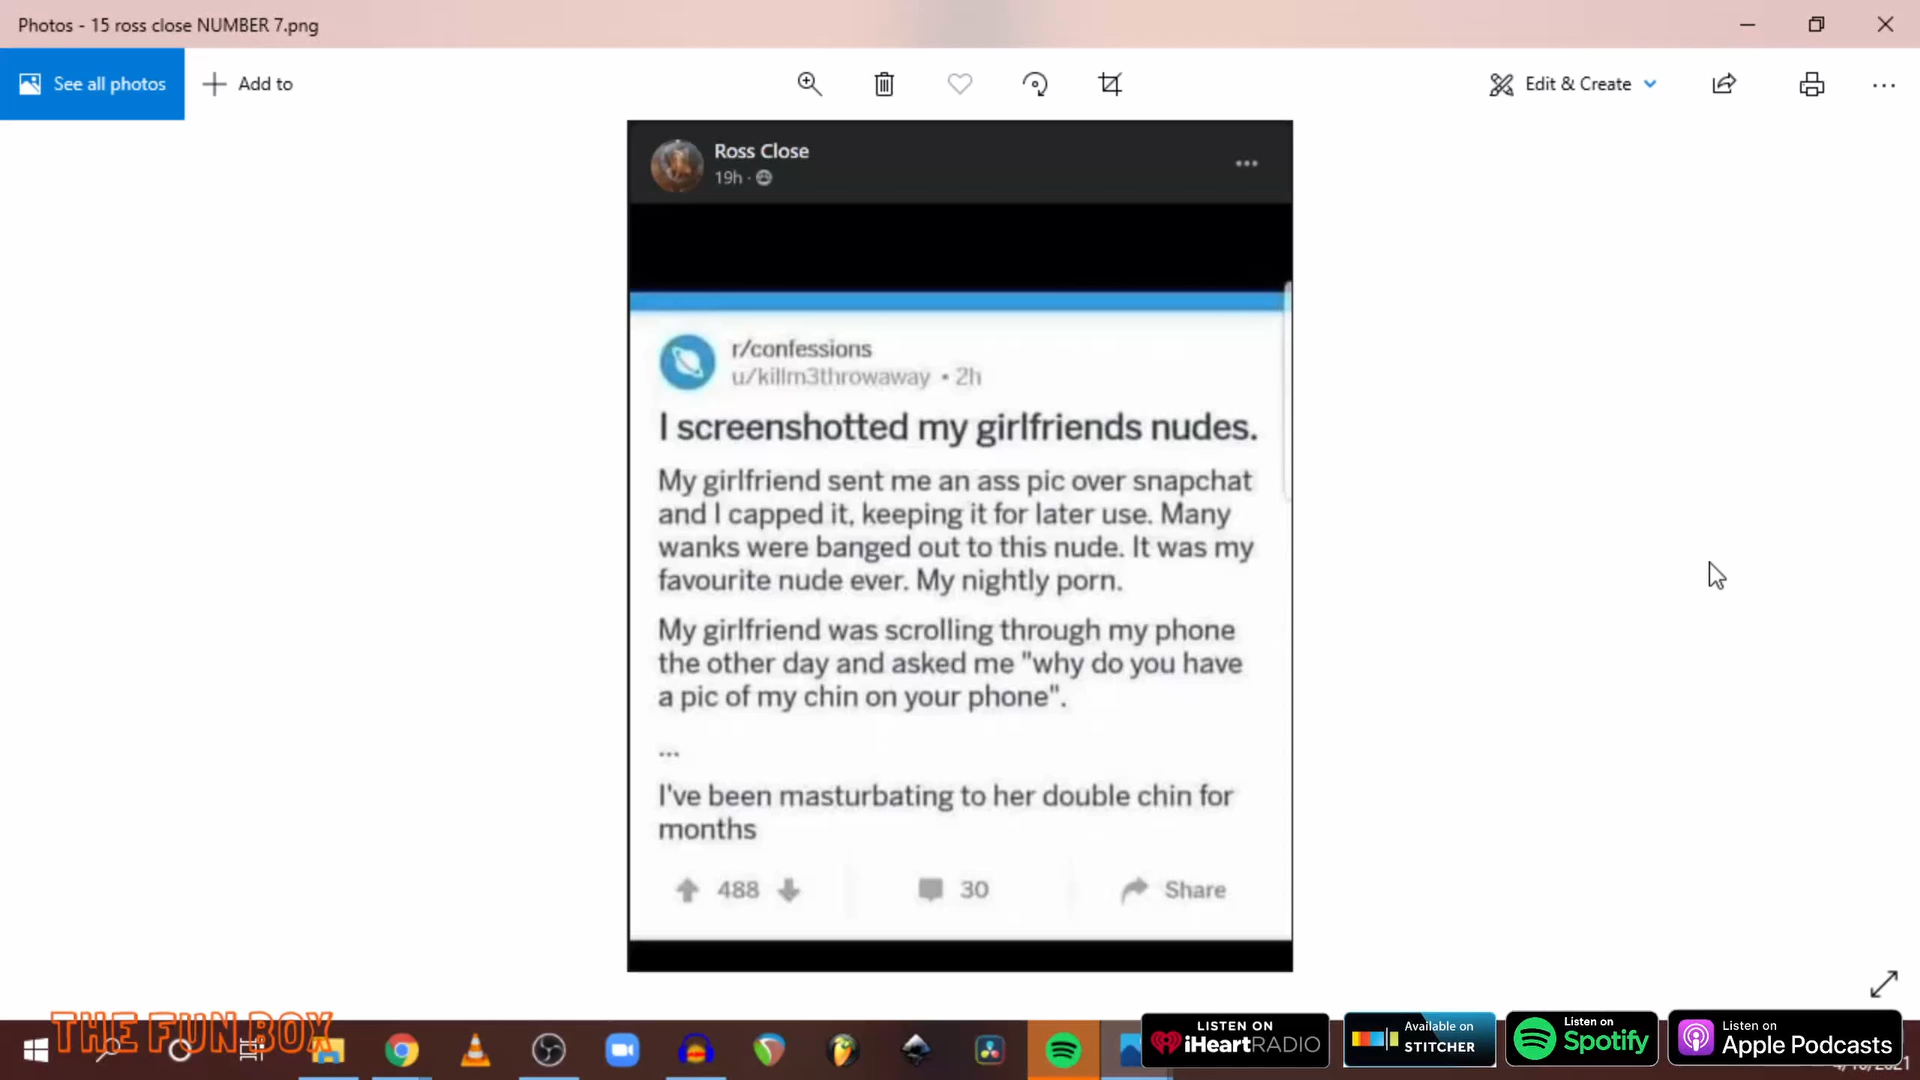 Photos - 15 ross close NUMBER 7.png
See all photos
Add to
Edit & Create
Ross Close
19h
r/confessions
u/killm3throwaway • 2h
I screenshotted my girlfriends nudes.
My girlfriend sent me an ass pic over snapchat
and I capped it, keeping it for later use. Many
wanks were banged out to this nude. It was my
favourite nude ever. My nightly porn.
My girlfriend was scrolling through my phone
the other day and asked me "why do you have
a pic of my chin on your phone".
...
I've been masturbating to her double chin for
months
488
30
Share
THE FUN BOX
LISTEN ON
iHeartRADIO
Available on
STITCHER
Listen on
Spotify
Listen on
Apple Podcasts